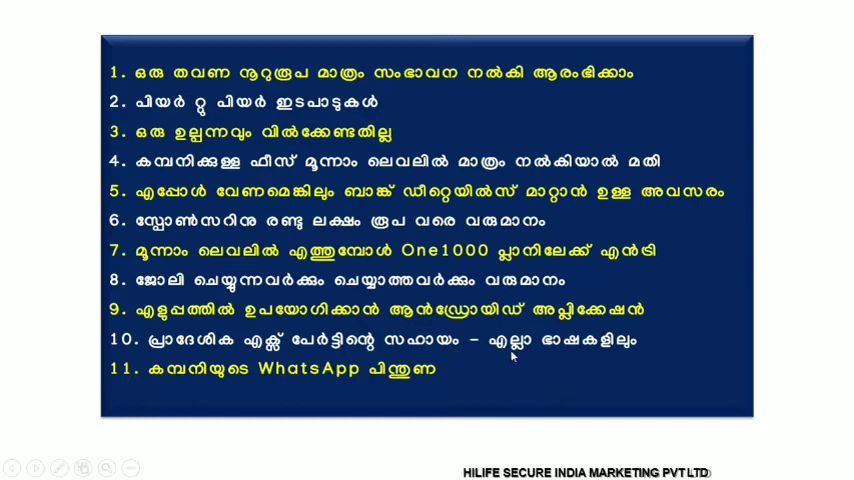 1. ഒരു തവണ നൂറുരൂപ മാത്രം സംഭാവന നൽകി ആരംഭിക്കാം
2. പിയർ റ്റു പിയർ ഇടപാടുകൾ
3. ഒരു ഉല്പന്നവും വിൽക്കേണ്ടതില്ല
4. കമ്പനിക്കുള്ള ഫീസ് മൂന്നാം ലെവലിൽ മാത്രം നൽകിയാൽ മതി
5. എപ്പോൾ വേണമെങ്കിലും ബാങ്ക് ഡീറ്റെയിൽസ് മാറ്റാൻ ഉള്ള അവസരം
6. സ്പോൺസറിനു രണ്ടു ലക്ഷം രൂപ വരെ വരുമാനം
7. മൂന്നാം ലെവലിൽ എത്തുമ്പോൾ One1000 പ്ലാനിലേക്ക് എൻട്രി
8. ജോലി ചെയ്യുന്നവർക്കും ചെയ്യാത്തവർക്കും വരുമാനം
9. എളുപ്പത്തിൽ ഉപയോഗിക്കാൻ ആൻഡ്രോയിഡ് അപ്ലിക്കേഷൻ
10. പ്രാദേശിക എക്സ് പേർട്ടിന്റെ സഹായം - എല്ലാ ഭാഷകളിലും
11. കമ്പനിയുടെ WhatsApp പിന്തുണ
HILIFE SECURE INDIA MARKETING PVT LTD